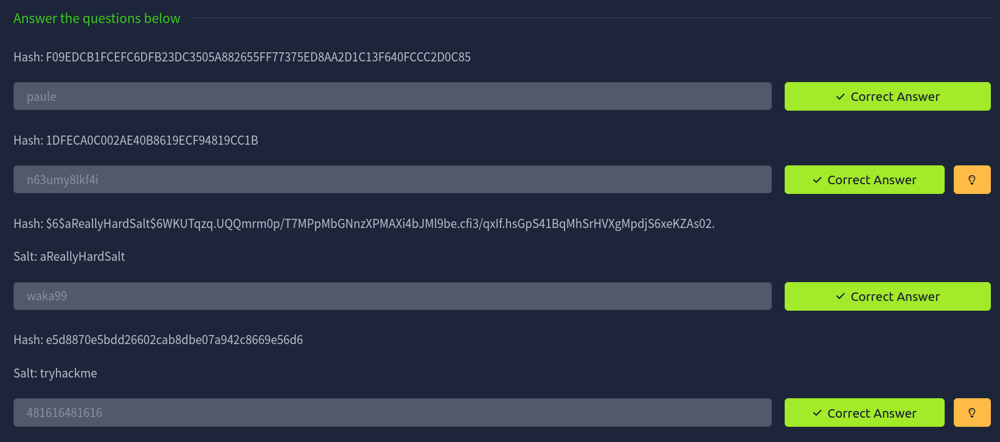 Answer the questions below
Hash: F09EDCB1FCEFC6DFB23DC3505A882655FF77375ED8AA2D1C13F640FCCC2D0C85
paule
Correct Answer
Hash: 1DFECA0C002AE40B8619ECF94819CC1B
n63umy8lkf4i
Correct Answer
Hash: $6$aReallyHardSalt$6WKUTqzq.UQQmrm0p/T7MPpMbGNnzXPMAXi4bJMl9be.cfi3/qxIf.hsGpS41BqMhSrHVXgMpdjS6xeKZAs02.
Salt: aReallyHardSalt
waka99
Correct Answer
Hash: e5d8870e5bdd26602cab8dbe07a942c8669e56d6
Salt: tryhackme
481616481616
Correct Answer